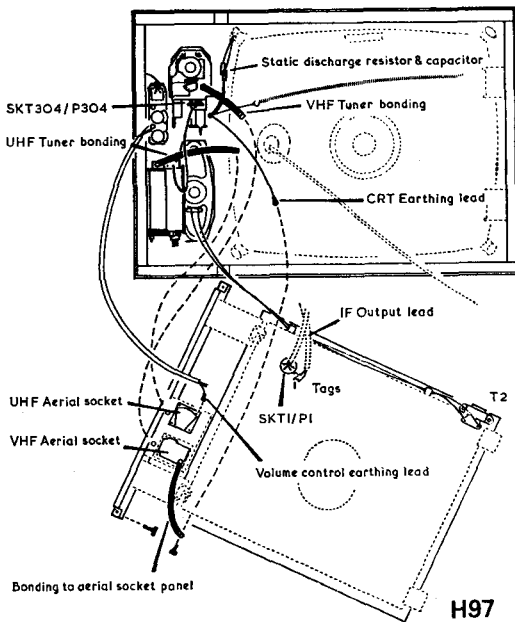 Static discharge resistor & capacitor
SKT304/P304
VHF Tuner bonding
UHF Tuner bonding
CRT Earthing lead
IF Output lead
Tags
T2
SKT1/P1
UHF Aerial socket
VHF Aerial socket
Volume control earthing lead
Bonding to aerial socket panel
H97